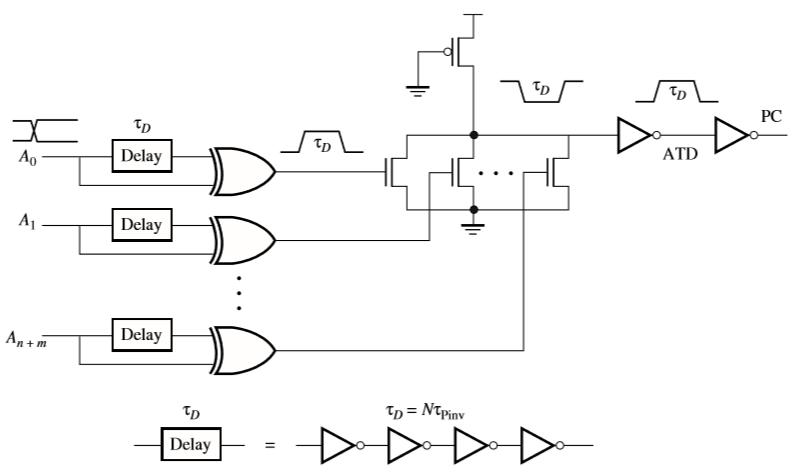 τD
PC
τD
τD
A0
Delay
τD
ATD
A1
Delay
An + m
Delay
τD
τD = NτPinv
Delay
=